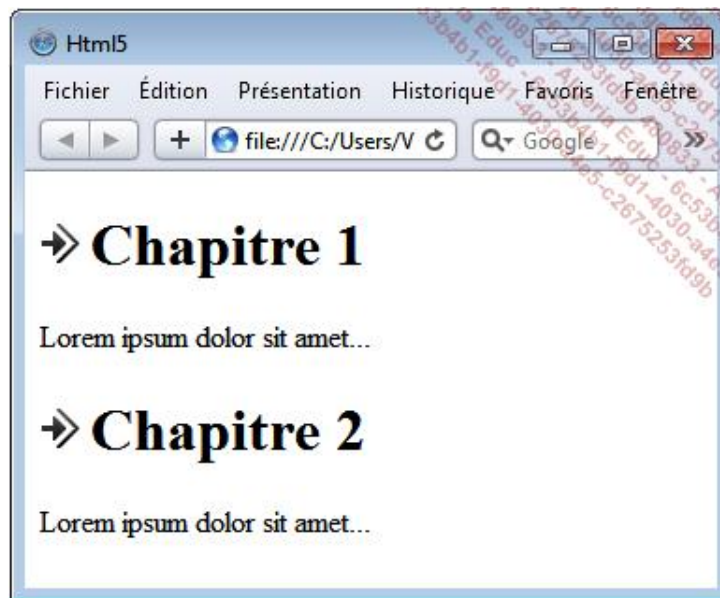 Html5
Fichier Édition Présentation Historique Favoris Fenêtre
file:///C:/Users/V Google
Chapitre 1
Lorem ipsum dolor sit amet...
Chapitre 2
Lorem ipsum dolor sit amet...